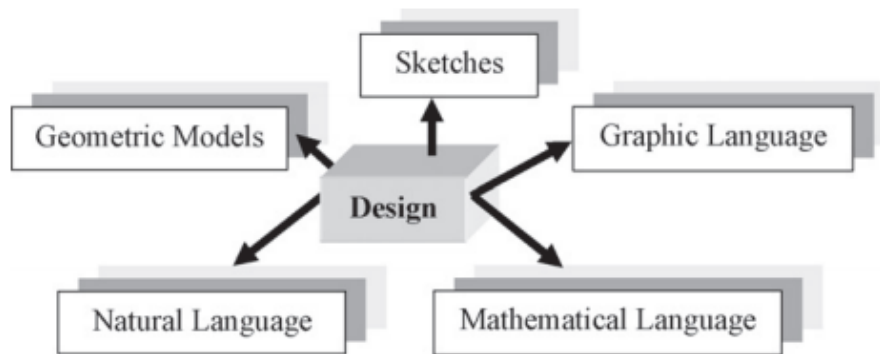 Sketches
Geometric Models
Graphic Language
Design
Natural Language
Mathematical Language